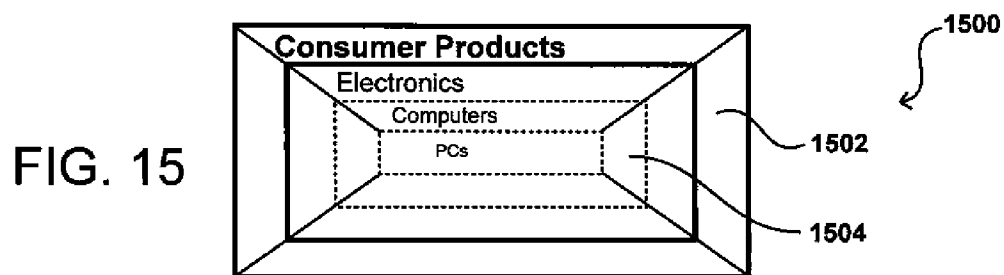 1500
Consumer Products
Electronics
Computers
1502
PCs
FIG. 15
1504